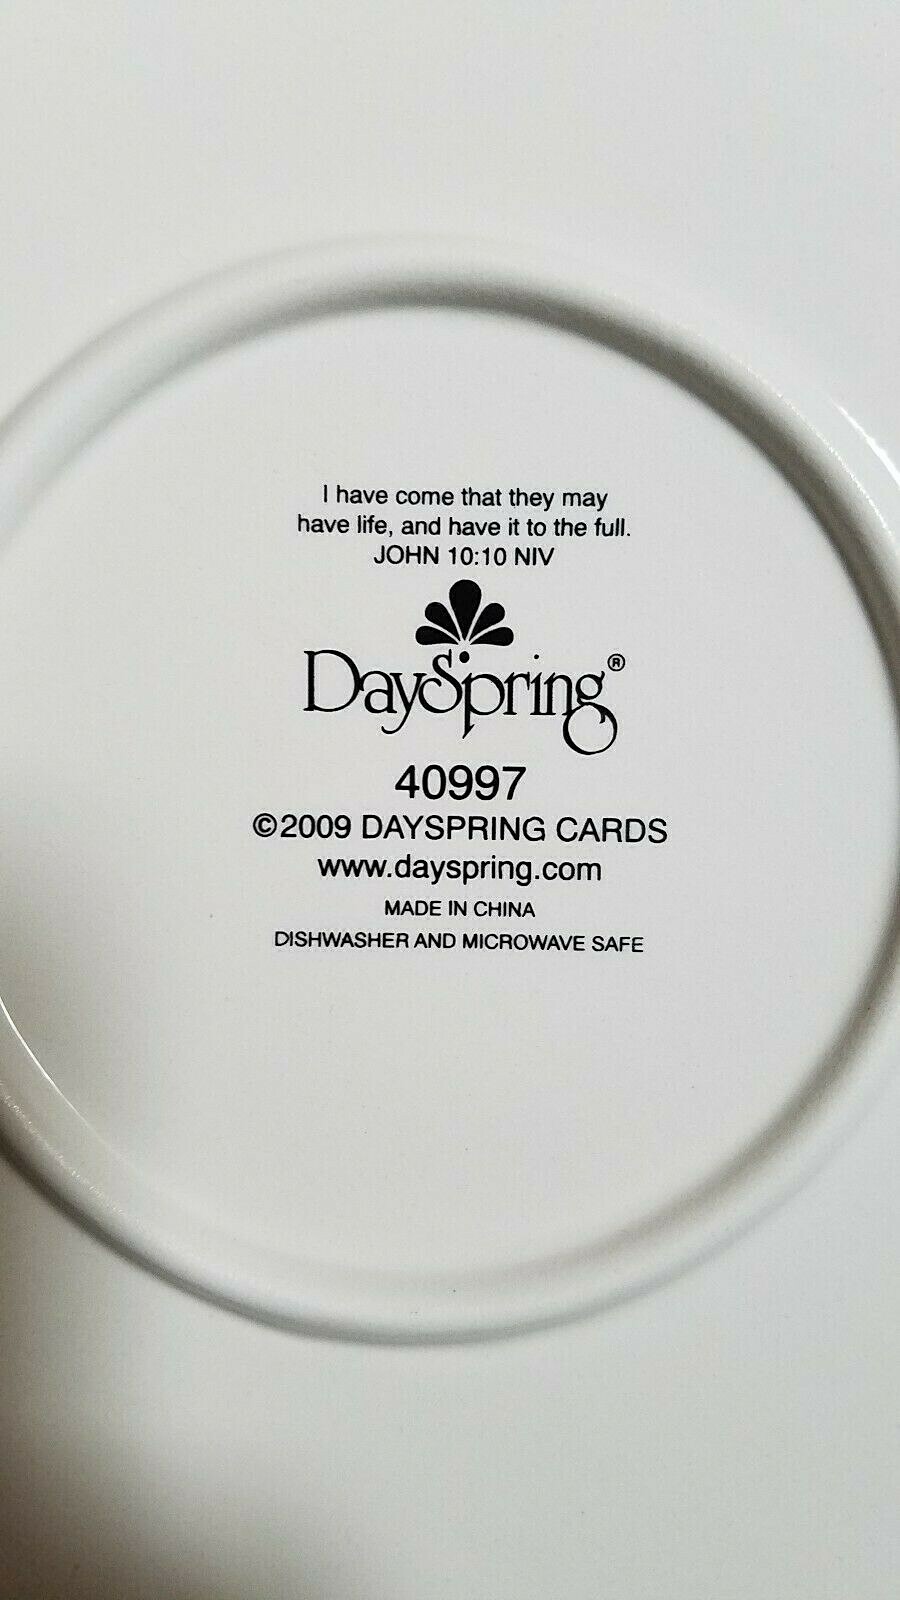 I have come that they may
have life, and have it to the full.
JOHN 10:10 NIV
DaySpring®
40997
©2009 DAYSPRING CARDS
www.dayspring.com
MADE IN CHINA
DISHWASHER AND MICROWAVE SAFE